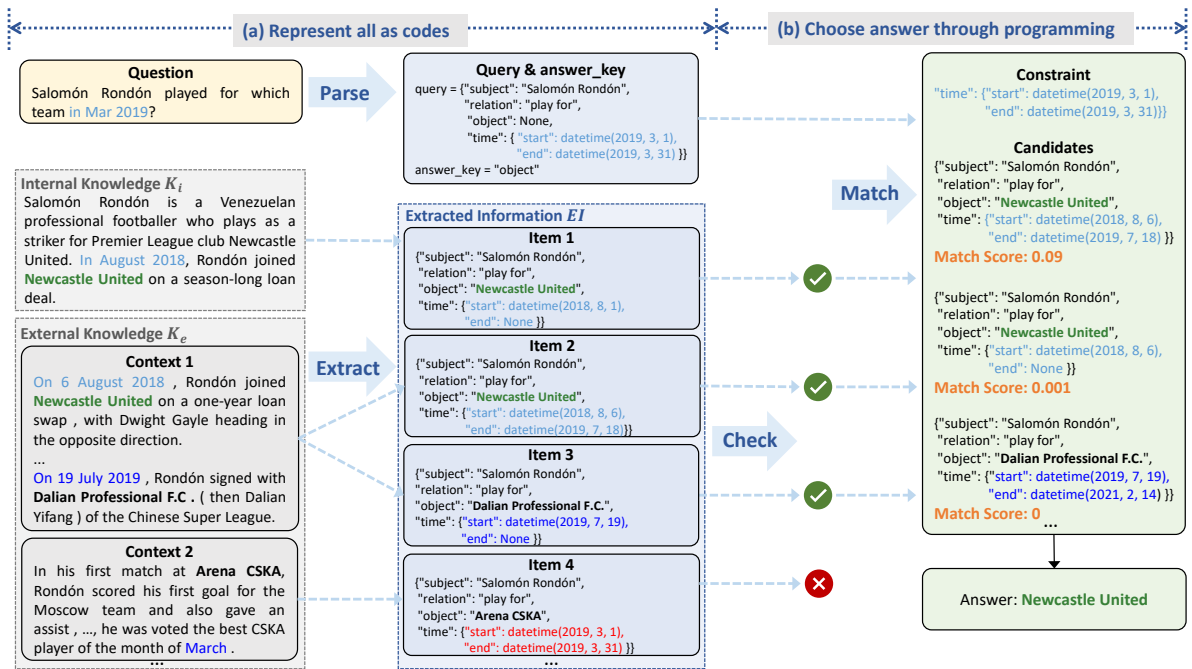 (a) Represent all as codes
(b) Choose answer through programming
Question
Salomón Rondón played for which
team in Mar 2019?
Parse
Query & answer_key
query = {"subject": "Salomón Rondón",
"relation": "play for",
"object": None,
"time": { "start": datetime(2019, 3, 1),
"end": datetime(2019, 3, 31) }}
answer_key = "object"
Internal Knowledge K_i
Salomón Rondón is a Venezuelan
professional footballer who plays as a
striker for Premier League club Newcastle
United. In August 2018, Rondón joined
Newcastle United on a season-long loan
deal.
External Knowledge K_e
Context 1
On 6 August 2018 , Rondón joined
Newcastle United on a one-year loan
swap , with Dwight Gayle heading in
the opposite direction.
...
On 19 July 2019 , Rondón signed with
Dalian Professional F.C . ( then Dalian
Yifang ) of the Chinese Super League.
Context 2
In his first match at Arena CSKA,
Rondón scored his first goal for the
Moscow team and also gave an
assist , ..., he was voted the best CSKA
player of the month of March .
...
Extract
Extracted Information EI
Item 1
{"subject": "Salomón Rondón",
"relation": "play for",
"object": "Newcastle United",
"time": {"start": datetime(2018, 8, 1),
"end": None }}
Item 2
{"subject": "Salomón Rondón",
"relation": "play for",
"object": "Newcastle United",
"time": {"start": datetime(2018, 8, 6),
"end": datetime(2019, 7, 18)}}
Item 3
{"subject": "Salomón Rondón",
"relation": "play for",
"object": "Dalian Professional F.C.",
"time": {"start": datetime(2019, 7, 19),
"end": None }}
Item 4
{"subject": "Salomón Rondón",
"relation": "play for",
"object": "Arena CSKA",
"time": {"start": datetime(2019, 3, 1),
"end": datetime(2019, 3, 31) }}
...
Match
Check
Constraint
"time": {"start": datetime(2019, 3, 1),
"end": datetime(2019, 3, 31)}}
Candidates
{"subject": "Salomón Rondón",
"relation": "play for",
"object": "Newcastle United",
"time": {"start": datetime(2018, 8, 6),
"end": datetime(2019, 7, 18) }}
Match Score: 0.09
{"subject": "Salomón Rondón",
"relation": "play for",
"object": "Newcastle United",
"time": {"start": datetime(2018, 8, 6),
"end": None }}
Match Score: 0.001
{"subject": "Salomón Rondón",
"relation": "play for",
"object": "Dalian Professional F.C.",
"time": {"start": datetime(2019, 7, 19),
"end": datetime(2021, 2, 14) }}
Match Score: 0
...
Answer: Newcastle United